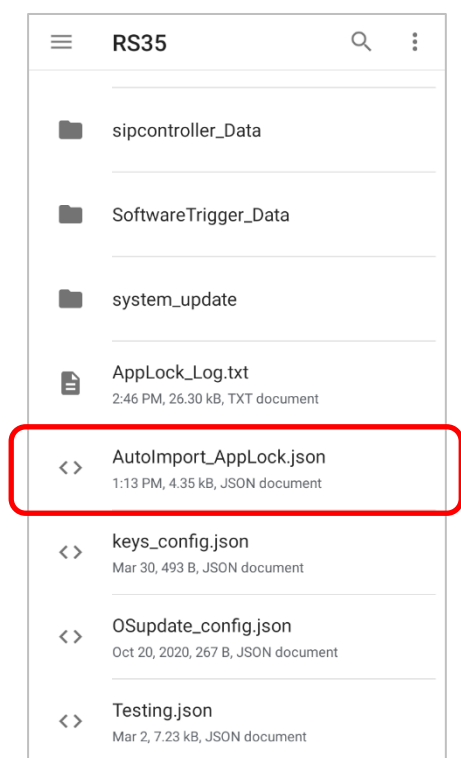 RS35
sipcontroller_Data
SoftwareTrigger_Data
system_update
AppLock_Log.txt
2:46 PM, 26.30 kB, TXT document
AutoImport_AppLock.json
1:13 PM, 4.35 kB, JSON document
keys_config.json
Mar 30, 493 B, JSON document
OSupdate_config.json
Oct 20, 2020, 267 B, JSON document
Testing.json
Mar 2, 7.23 kB, JSON document